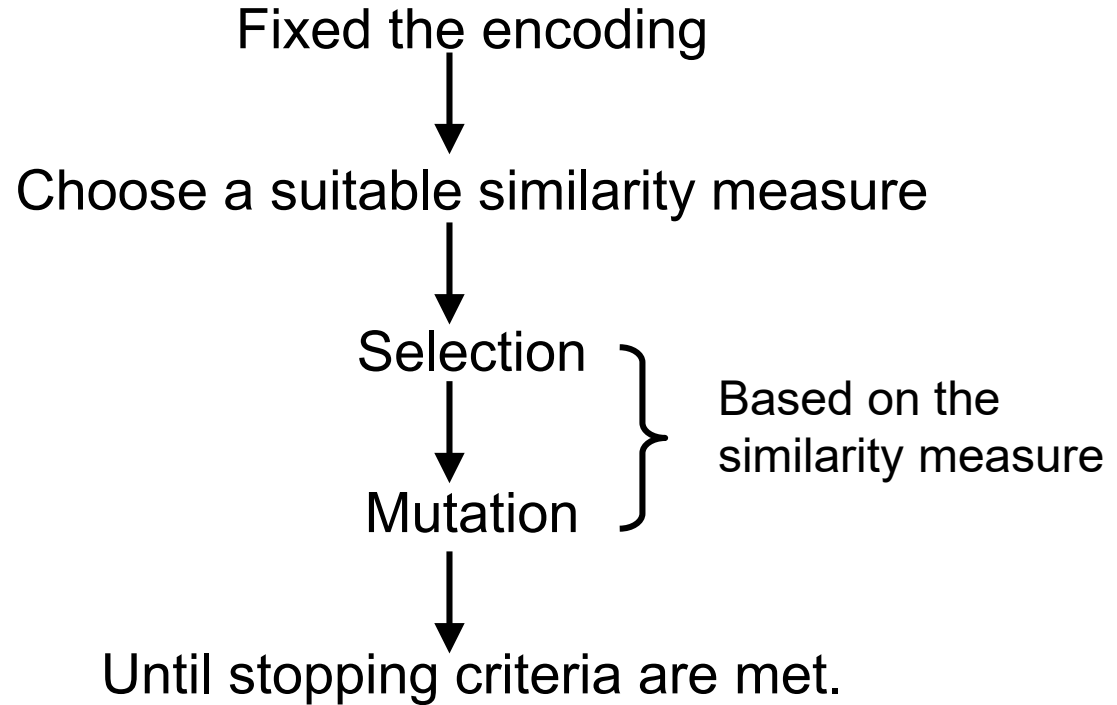 Fixed the encoding
Choose a suitable similarity measure
Selection
Based on the
similarity measure
Mutation
Until stopping criteria are met.